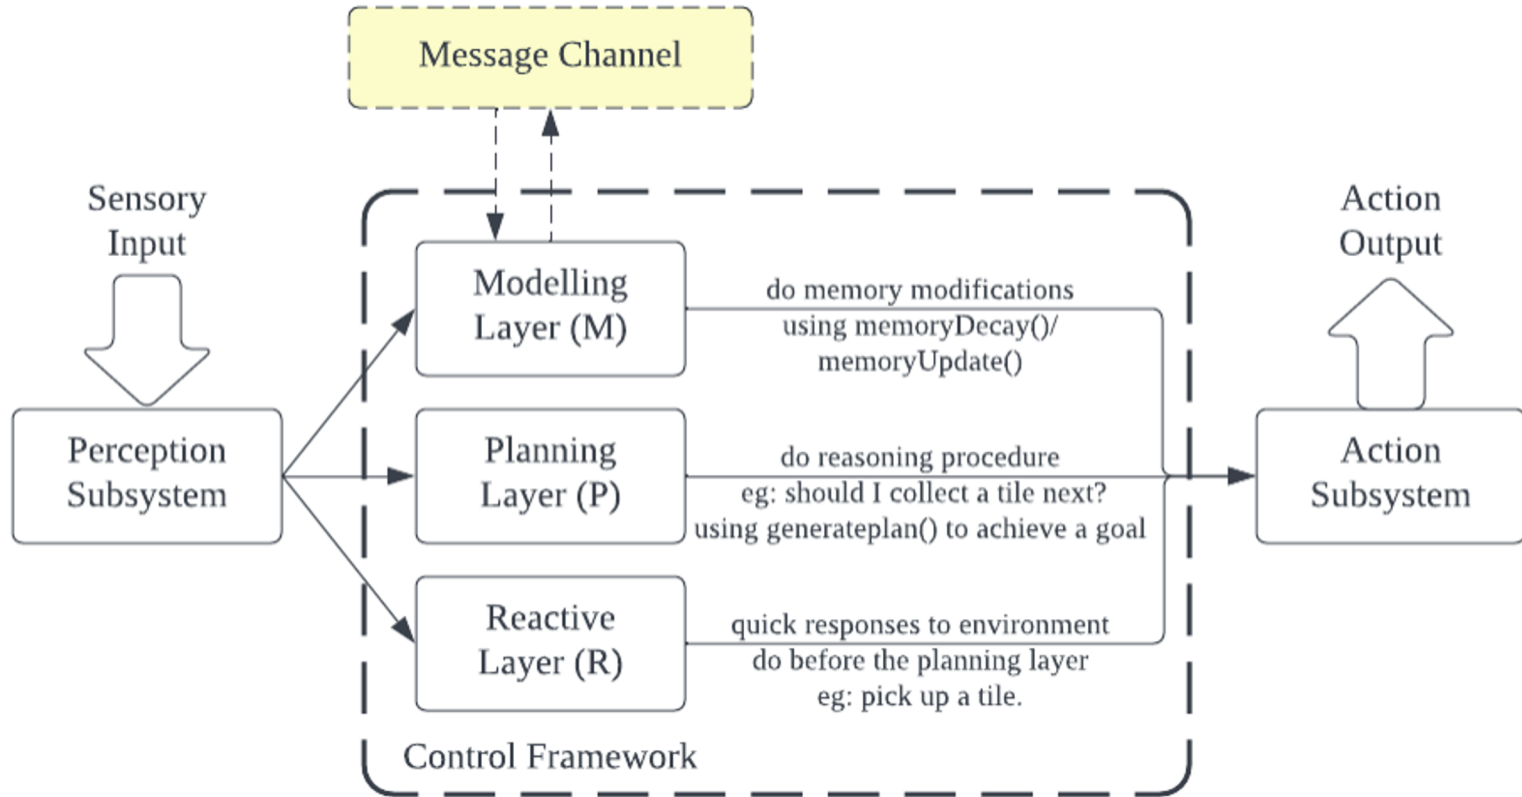 Message Channel
Sensory
Input
Action
Output
Modelling
Layer (M)
do memory modifications
using memoryDecay()/
memoryUpdate()
Perception
Subsystem
Planning
Layer (P)
do reasoning procedure
eg: should I collect a tile next?
using generateplan() to achieve a goal
Action
Subsystem
Reactive
Layer (R)
quick responses to environment
do before the planning layer
eg: pick up a tile.
Control Framework